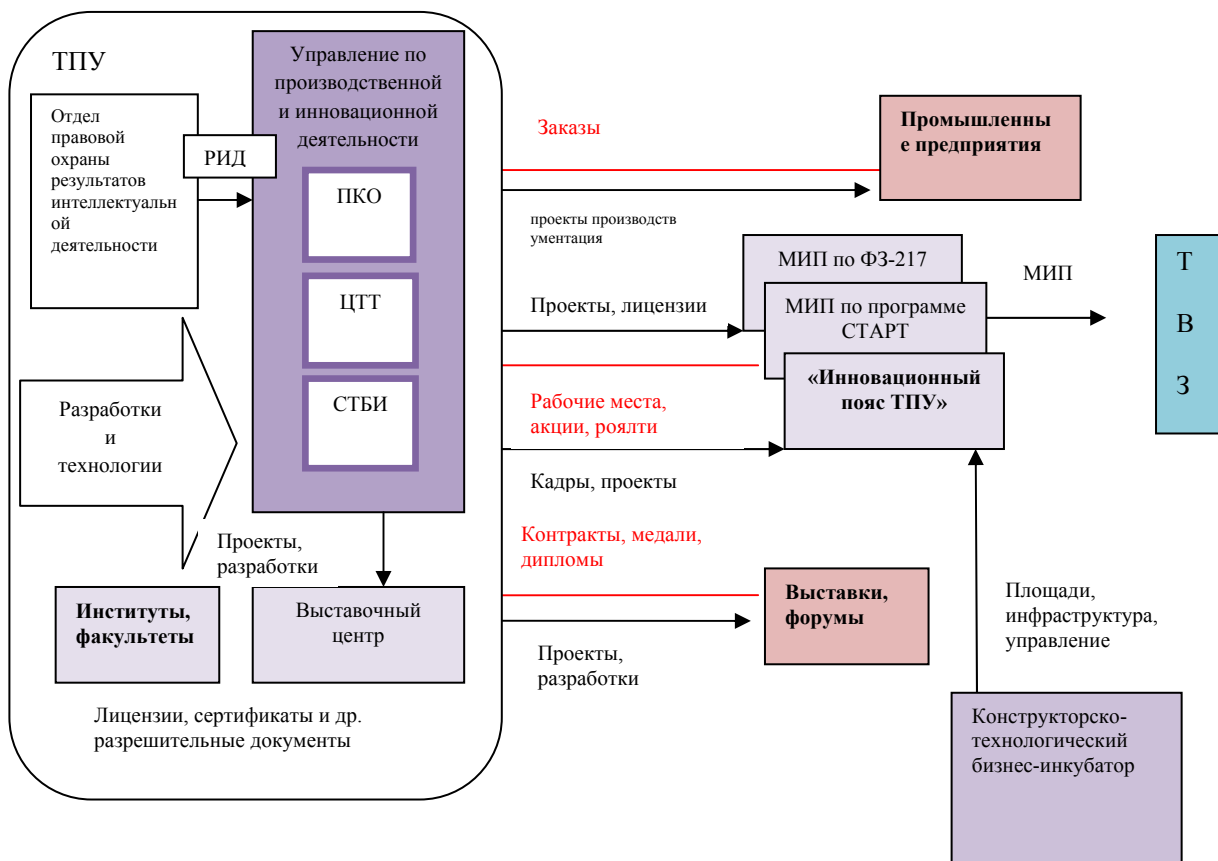 ТПУ
Отдел
правовой
охраны
результатов
интеллектуальн
ой
деятельности
РИД
Управление по
производственной
и инновационной
деятельности
ПКО
ЦТТ
СТБИ
Разработки
и
технологии
Проекты,
разработки
Институты,
факультеты
Выставочный
центр
Лицензии, сертификаты и др.
разрешительные документы
Заказы
Промышленны
е предприятия
проекты производств
ументация
Проекты, лицензии
МИП по ФЗ-217
МИП по программе
СТАРТ
«Инновационный
пояс ТПУ»
МИП
Т
В
З
Рабочие места,
акции, роялти
Кадры, проекты
Контракты, медали,
дипломы
Выставки,
форумы
Проекты,
разработки
Площади,
инфраструктура,
управление
Конструкторско-
технологический
бизнес-инкубатор